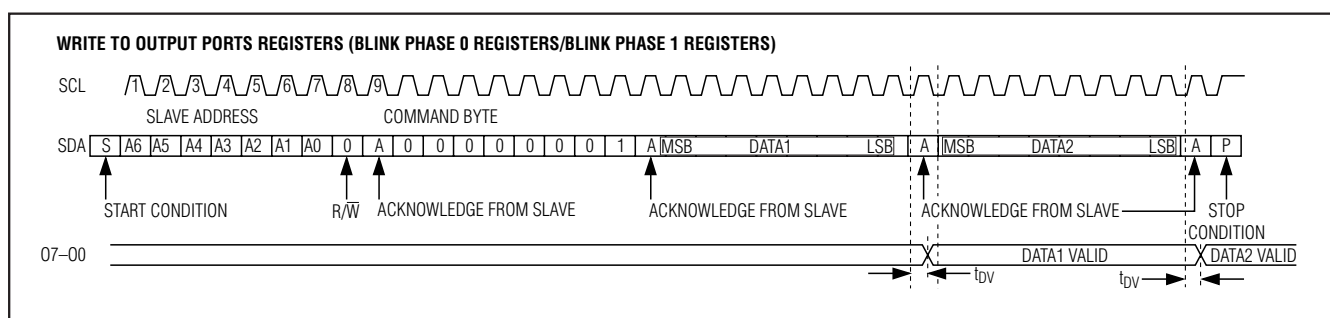 WRITE TO OUTPUT PORTS REGISTERS (BLINK PHASE 0 REGISTERS/BLINK PHASE 1 REGISTERS)
SCL 1 2 3 4 5 6 7 8 9
SLAVE ADDRESS COMMAND BYTE
SDA S A6 A5 A4 A3 A2 A1 A0 0 A 0 0 0 0 0 0 0 1 A MSB DATA1 LSB A MSB DATA2 LSB A P
START CONDITION R/W̅ ACKNOWLEDGE FROM SLAVE ACKNOWLEDGE FROM SLAVE ACKNOWLEDGE FROM SLAVE STOP
CONDITION
07–00 DATA1 VALID DATA2 VALID
tDV tDV